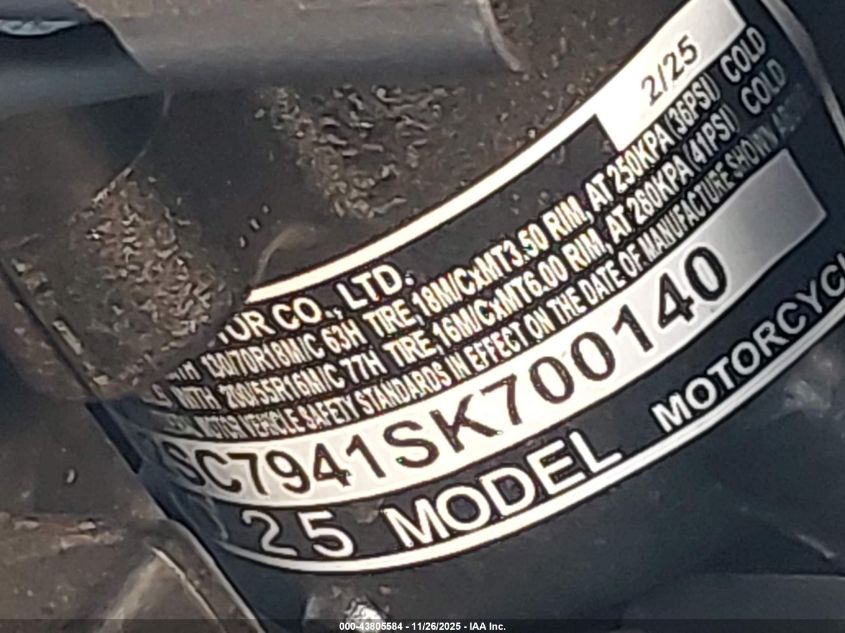 2/25
TOR CO., LTD.
130/70R18M/C 63H TIRE, 18M/CxMT3.50 RIM, AT 250KPA (36PSI) COLD
WITH 200/55R16M/C 77H TIRE, 16M/CxMT6.00 RIM, AT 280KPA (41PSI) COLD
MOTOR VEHICLE SAFETY STANDARDS IN EFFECT ON THE DATE OF MANUFACTURE SHOWN
SC7941SK700140
25 MODEL MOTORCYCL
000-43805584 - 11/26/2025 - IAA Inc.